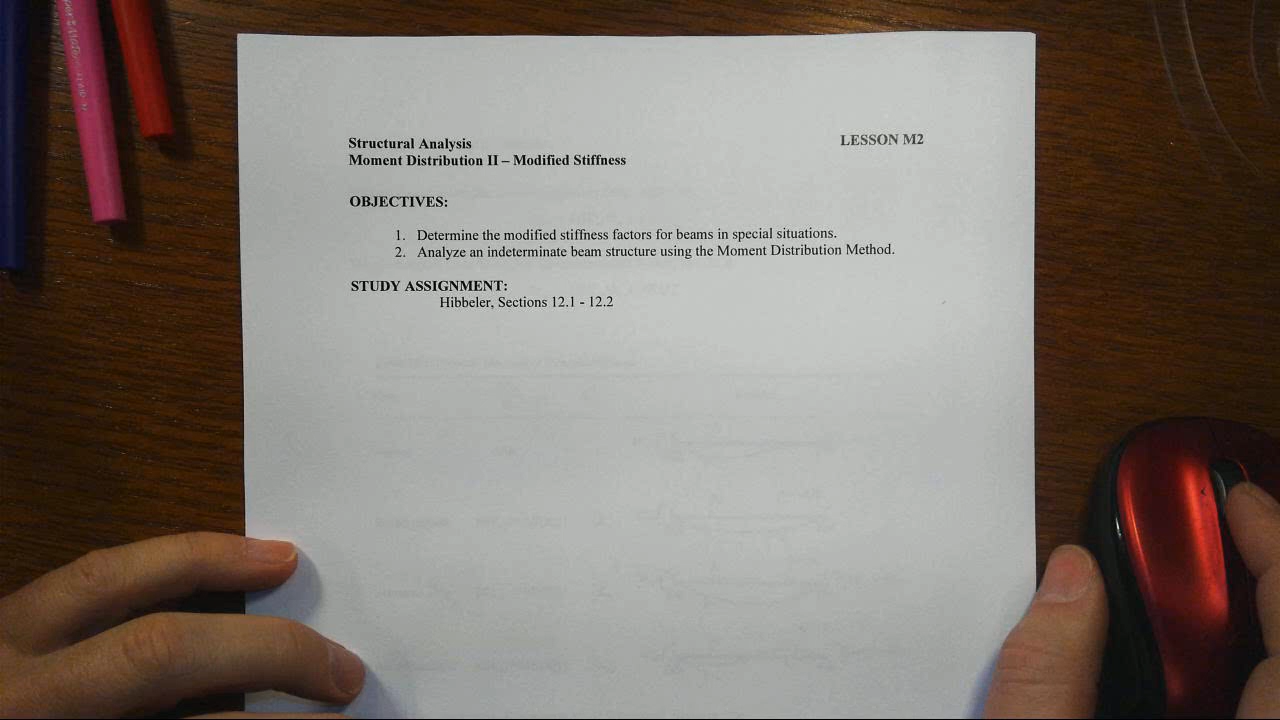 Structural Analysis
LESSON M2
Moment Distribution II – Modified Stiffness
OBJECTIVES:
1. Determine the modified stiffness factors for beams in special situations.
2. Analyze an indeterminate beam structure using the Moment Distribution Method.
STUDY ASSIGNMENT:
Hibbeler, Sections 12.1 - 12.2